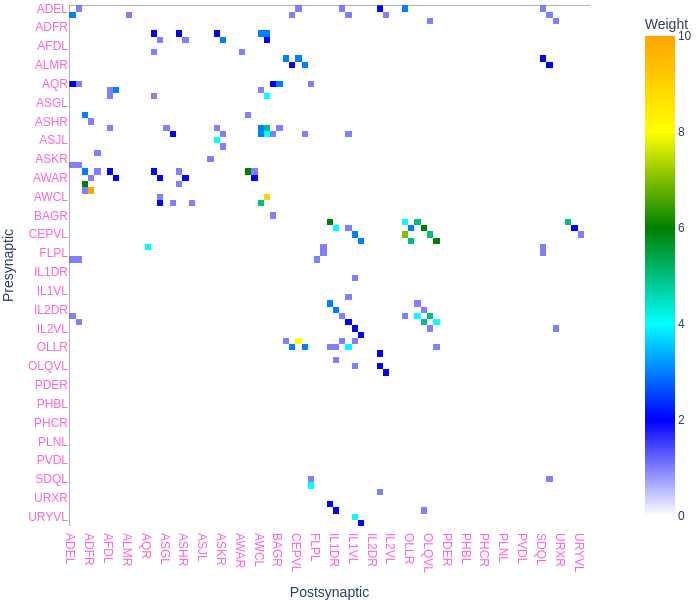 Weight
10
8
6
4
2
0
Presynaptic
ADEL
ADFR
AFDL
ALMR
AQR
ASGL
ASHR
ASJL
ASKR
AWAR
AWCL
BAGR
CEPVL
FLPL
IL1DR
IL1VL
IL2DR
IL2VL
OLLR
OLQVL
PDER
PHBL
PHCR
PLNL
PVDL
SDQL
URXR
URYVL
ADEL
ADFR
AFDL
ALMR
AQR
ASGL
ASHR
ASJL
ASKR
AWAR
AWCL
BAGR
CEPVL
FLPL
IL1DR
IL1VL
IL2DR
IL2VL
OLLR
OLQVL
PDER
PHBL
PHCR
PLNL
PVDL
SDQL
URXR
URYVL
Postsynaptic